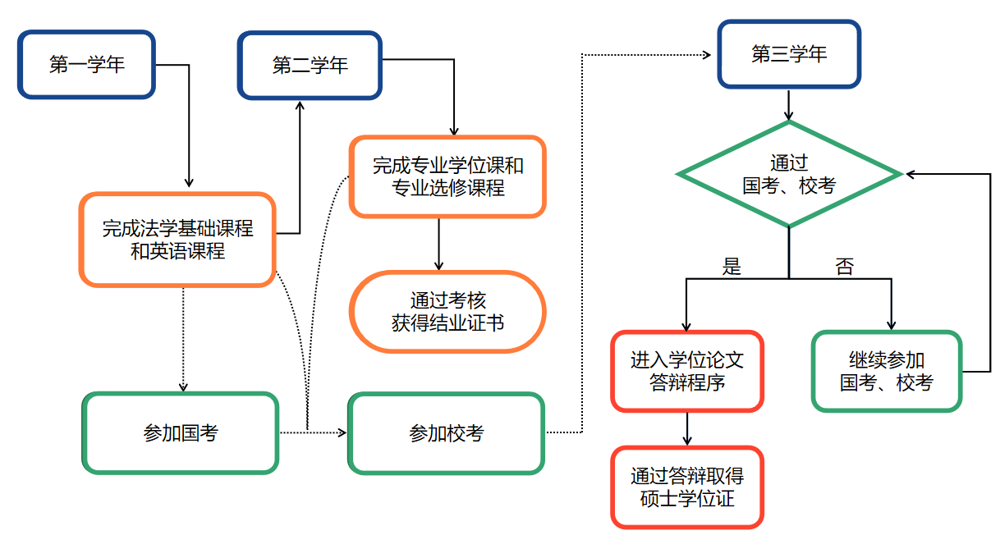 第一学年
完成法学基础课程
和英语课程
参加国考
第二学年
完成专业学位课和
专业选修课程
通过考核
获得结业证书
参加校考
第三学年
通过
国考、校考
是
否
进入学位论文
答辩程序
继续参加
国考、校考
通过答辩取得
硕士学位证